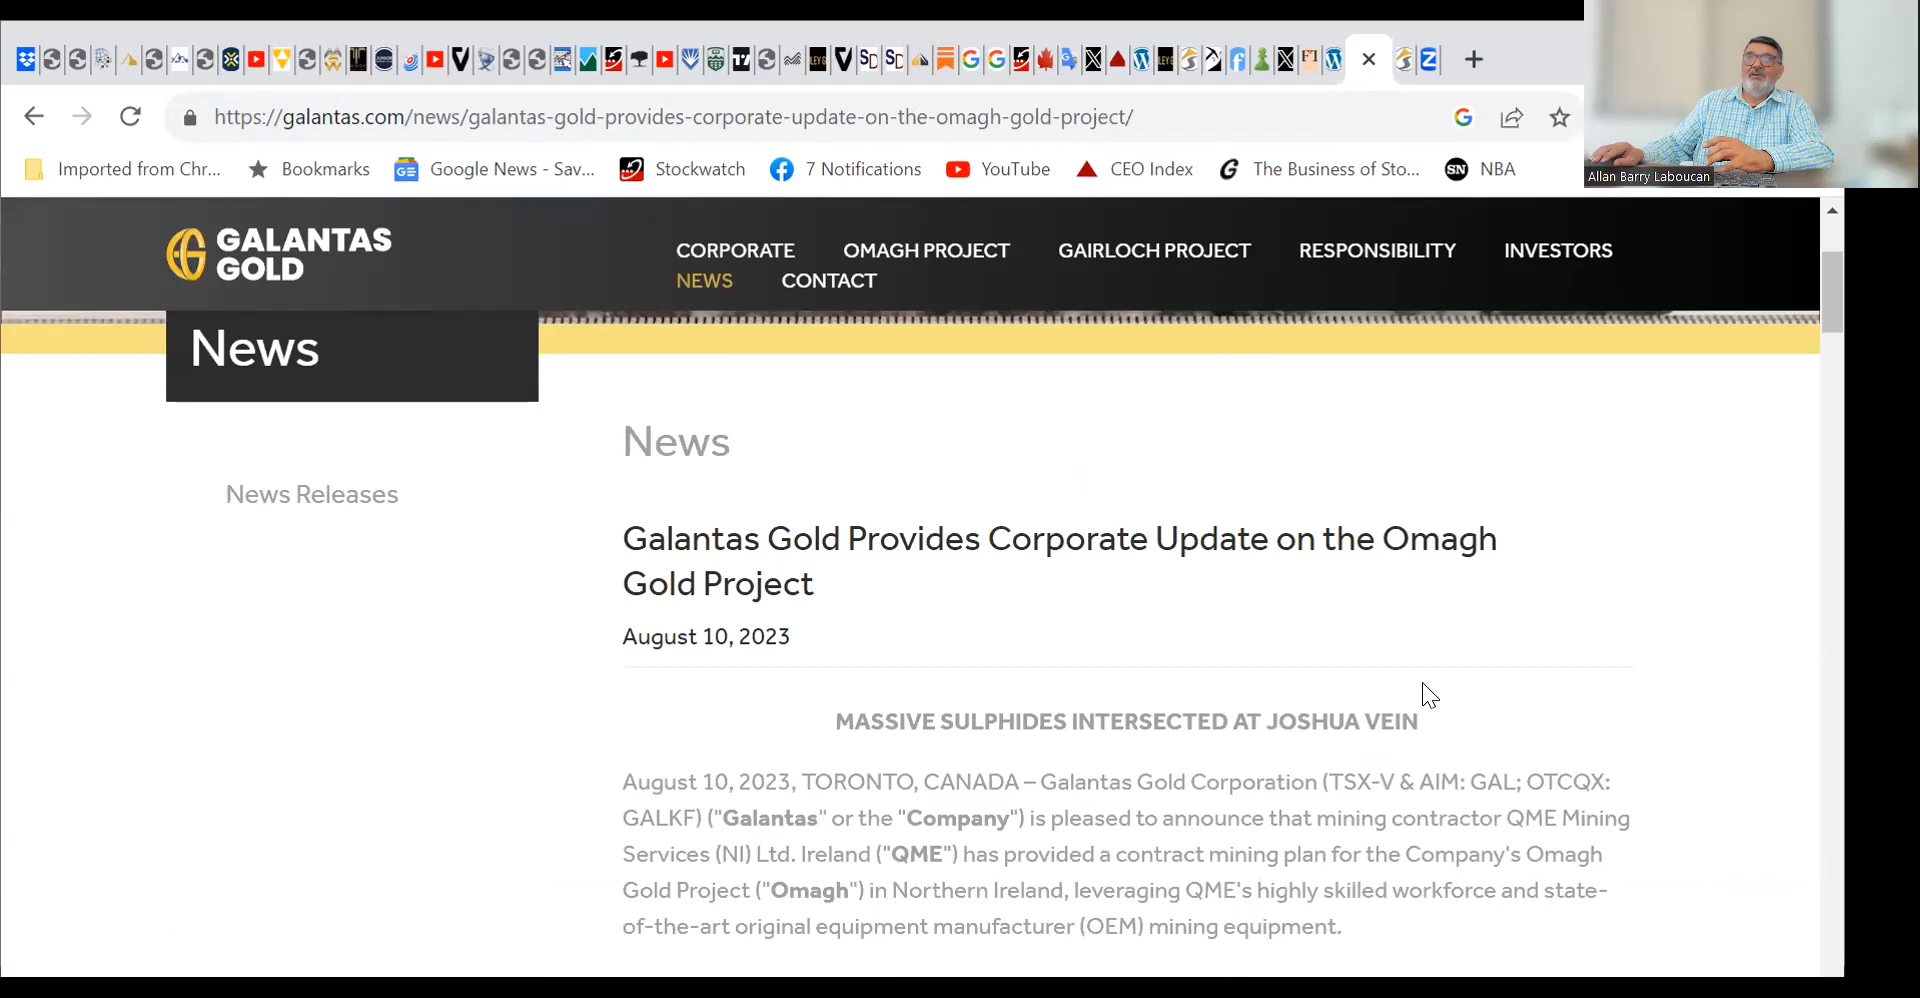 https://galantas.com/news/galantas-gold-provides-corporate-update-on-the-omagh-gold-project/
Imported from Chr... Bookmarks Google News - Sav... Stockwatch 7 Notifications YouTube CEO Index The Business of Sto... SN NBA
Allan Barry Laboucan
GALANTAS
GOLD
CORPORATE OMAGH PROJECT GAIRLOCH PROJECT RESPONSIBILITY INVESTORS
NEWS CONTACT
News
News
News Releases
Galantas Gold Provides Corporate Update on the Omagh
Gold Project
August 10, 2023
MASSIVE SULPHIDES INTERSECTED AT JOSHUA VEIN
August 10, 2023, TORONTO, CANADA – Galantas Gold Corporation (TSX-V & AIM: GAL; OTCQX:
GALKF) ("Galantas" or the "Company") is pleased to announce that mining contractor QME Mining
Services (NI) Ltd. Ireland ("QME") has provided a contract mining plan for the Company's Omagh
Gold Project ("Omagh") in Northern Ireland, leveraging QME's highly skilled workforce and state-
of-the-art original equipment manufacturer (OEM) mining equipment.